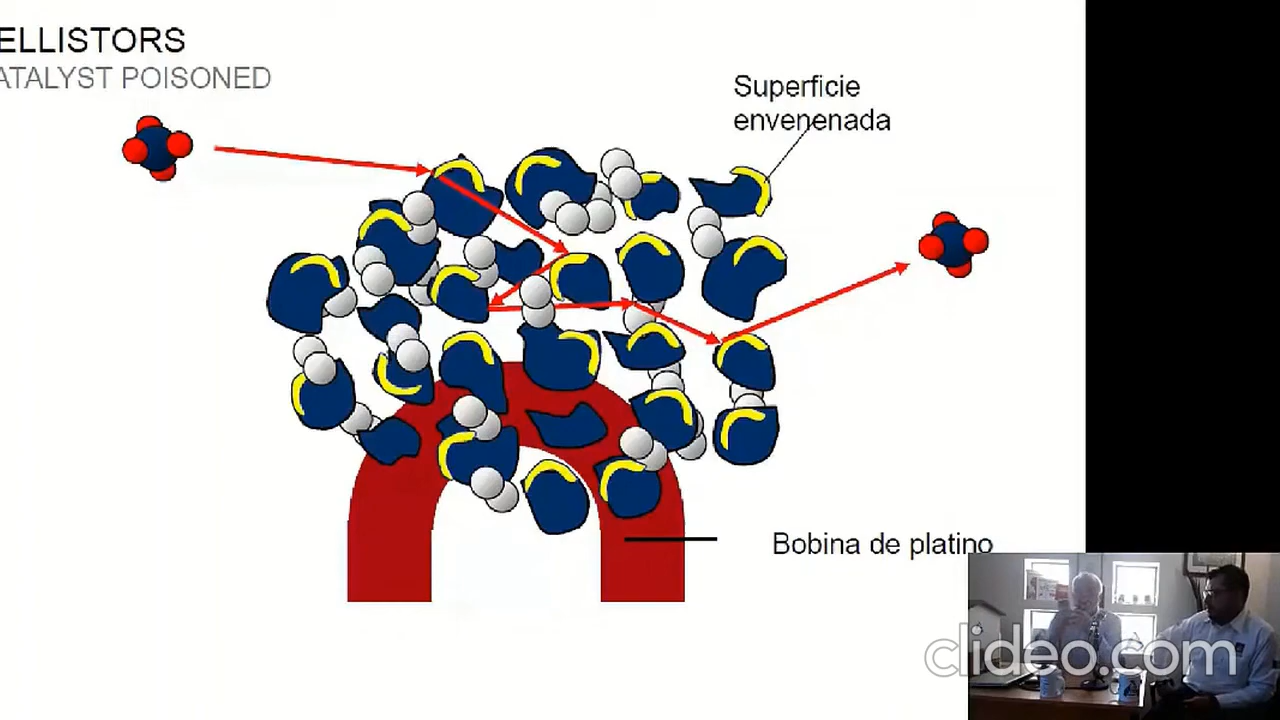 ELLISTORS
ATALYST POISONED
Superficie
envenenada
Bobina de platino
clideo.com